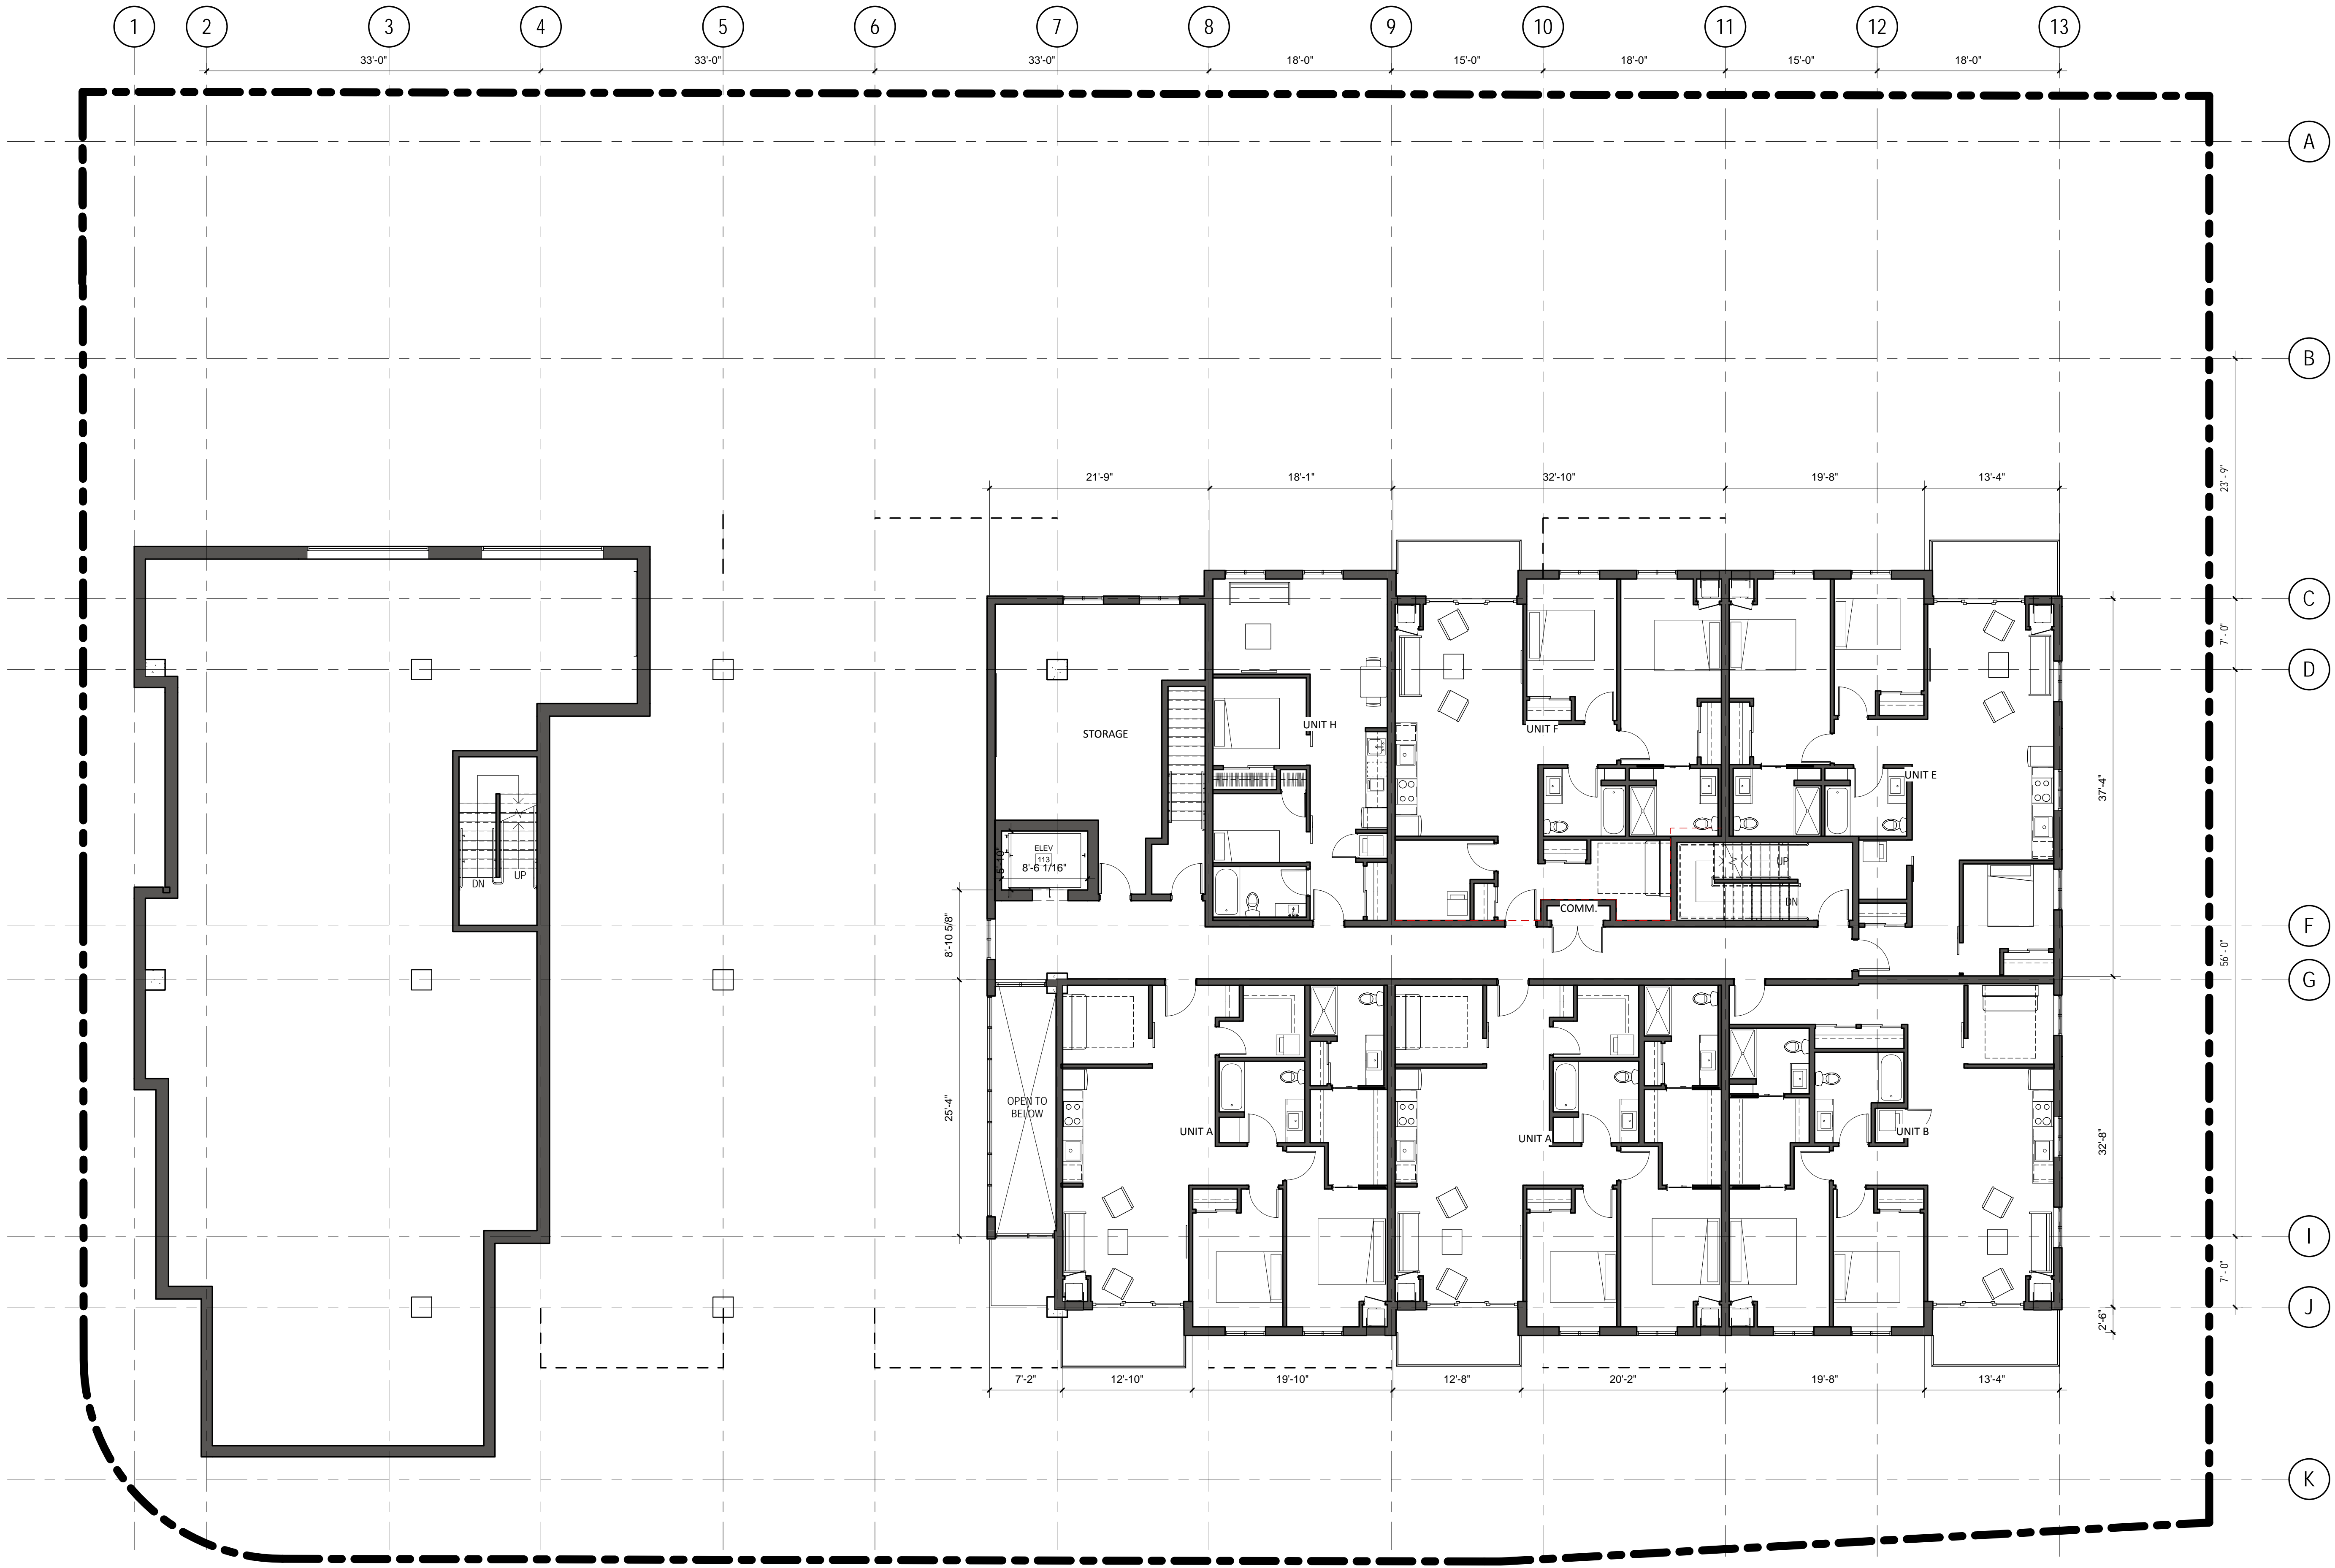 1 2 3 4 5 6 7 8 9 10 11 12 13
33'-0" 33'-0" 33'-0" 18'-0" 15'-0" 18'-0" 15'-0" 18'-0"
A
B
23' - 9"
21'-9" 18'-1" 32'-10" 19'-8" 13'-4"
C
7' - 0"
D
STORAGE
UNIT H
UNIT F
UNIT E
37'-4"
ELEV
113
8'-6 1/16"
5'-10"
DN
UP
UP
DN
COMM.
8'-10 5/8"
F
56' - 0"
G
OPEN TO
BELOW
25'-4"
UNIT A
UNIT A
UNIT B
32'-8"
I
7' - 0"
J
2'-6"
7'-2" 12'-10" 19'-10" 12'-8" 20'-2" 19'-8" 13'-4"
K